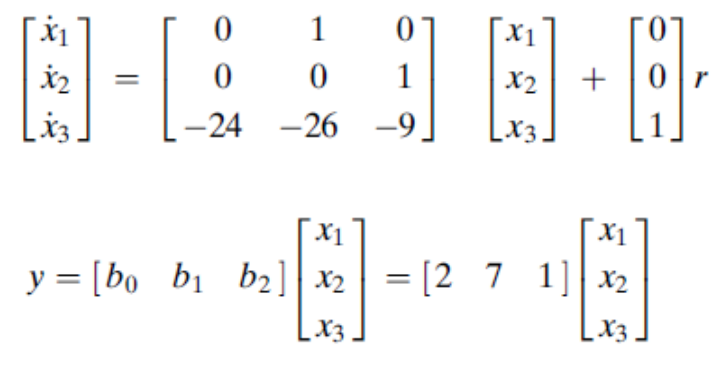 [ẋ1 ẋ2 ẋ3] = [0 1 0; 0 0 1; −24 −26 −9] [x1 x2 x3] + [0 0 1] r
y = [b0 b1 b2] [x1 x2 x3] = [2 7 1] [x1 x2 x3]